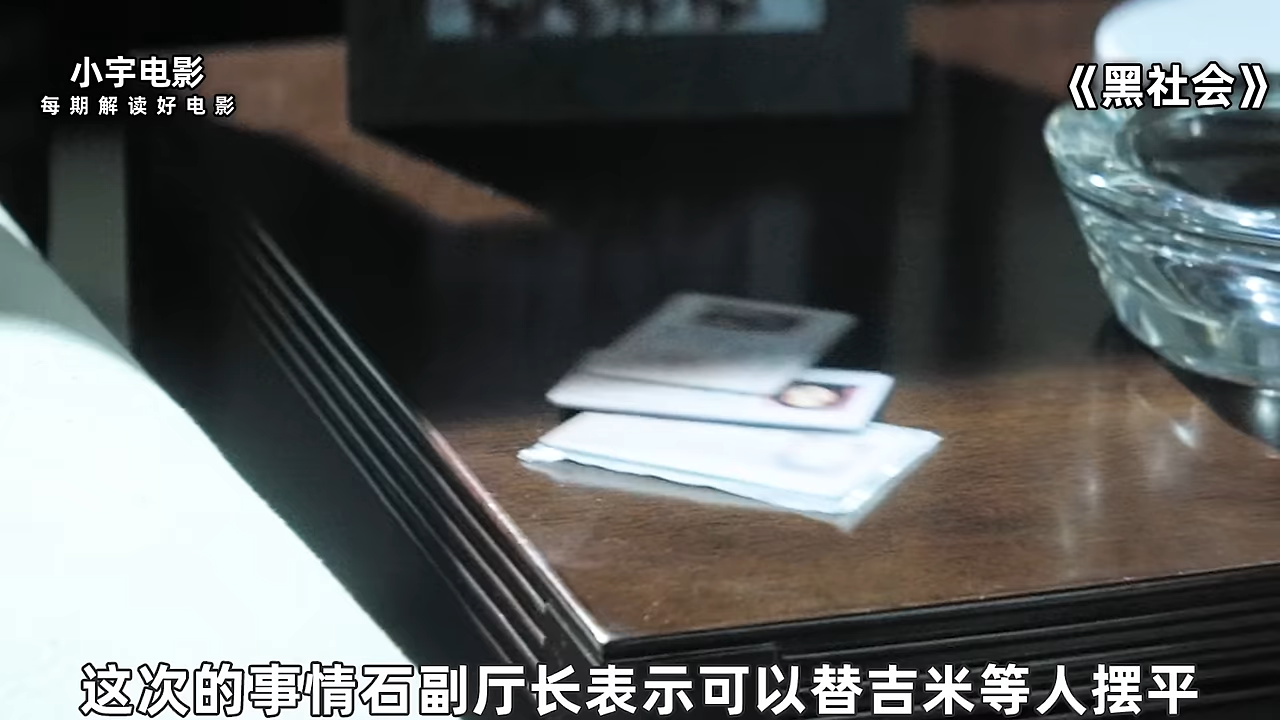 小宇电影
每期解读好电影
《黑社会》
这次的事情石副厅长表示可以替吉米等人摆平